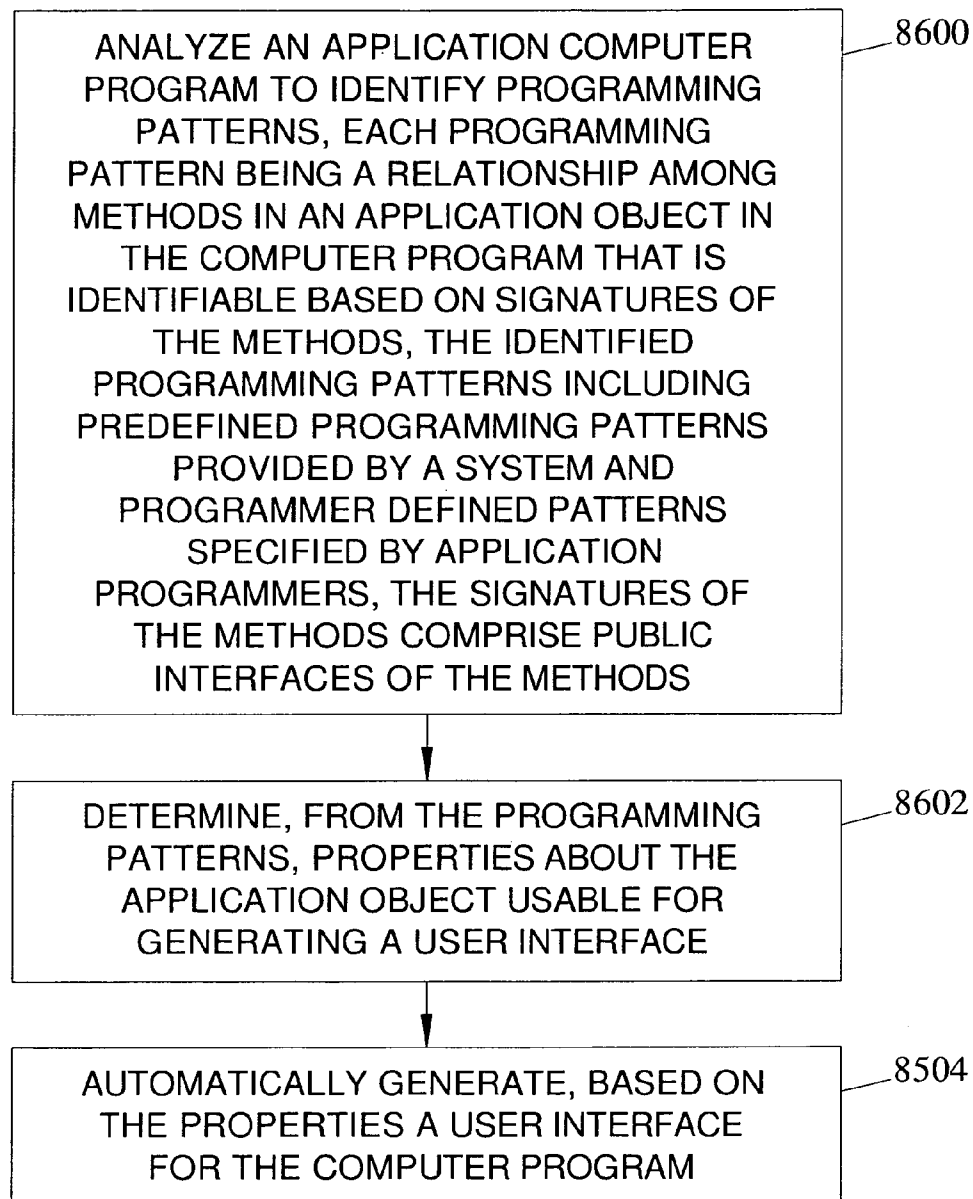 ANALYZE AN APPLICATION COMPUTER
PROGRAM TO IDENTIFY PROGRAMMING
PATTERNS, EACH PROGRAMMING
PATTERN BEING A RELATIONSHIP AMONG
METHODS IN AN APPLICATION OBJECT IN
THE COMPUTER PROGRAM THAT IS
IDENTIFIABLE BASED ON SIGNATURES OF
THE METHODS, THE IDENTIFIED
PROGRAMMING PATTERNS INCLUDING
PREDEFINED PROGRAMMING PATTERNS
PROVIDED BY A SYSTEM AND
PROGRAMMER DEFINED PATTERNS
SPECIFIED BY APPLICATION
PROGRAMMERS, THE SIGNATURES OF
THE METHODS COMPRISE PUBLIC
INTERFACES OF THE METHODS
8600
DETERMINE, FROM THE PROGRAMMING
PATTERNS, PROPERTIES ABOUT THE
APPLICATION OBJECT USABLE FOR
GENERATING A USER INTERFACE
8602
AUTOMATICALLY GENERATE, BASED ON
THE PROPERTIES A USER INTERFACE
FOR THE COMPUTER PROGRAM
8504